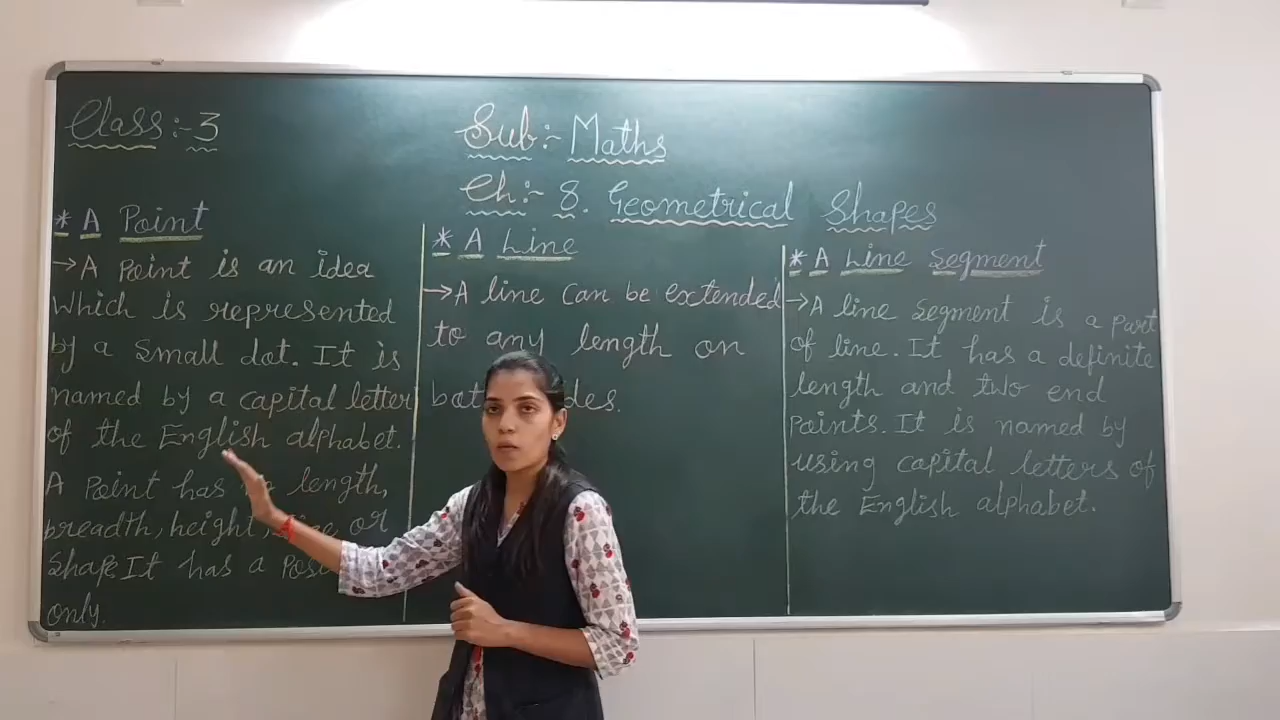 Class:- 3
Sub:- Maths
Ch:- 8. Geometrical Shapes
* A Point
→ A Point is an idea
Which is represented
by a small dot. It is
named by a capital letter
of the English alphabet.
A Point has length,
breadth, height, or
Shape It has a
only.
* A Line
→ A line can be extended
to any length on
* A Line Segment
→ A line Segment is a part
of line. It has a definite
length and two end
Points. It is named by
using capital letters of
the English alphabet.